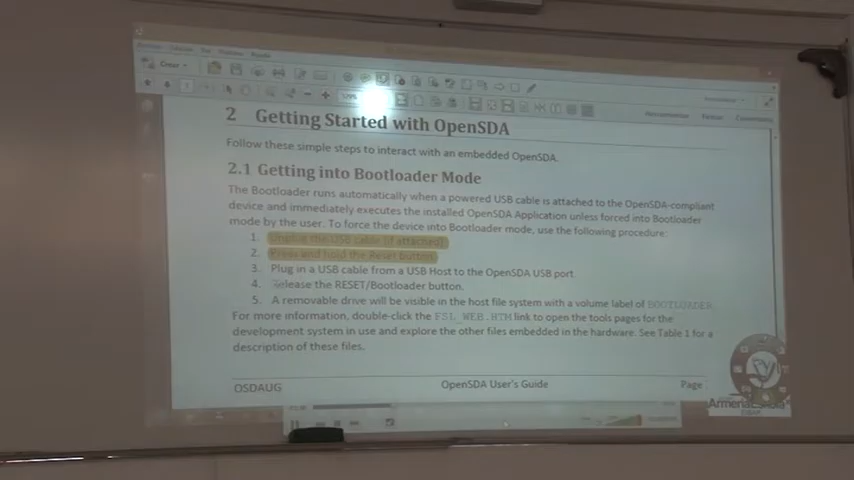 Crear
2 Getting Started with OpenSDA
Follow these simple steps to interact with an embedded OpenSDA.
2.1 Getting into Bootloader Mode
The Bootloader runs automatically when a powered USB cable is attached to the OpenSDA-compliant
device and immediately executes the installed OpenSDA Application unless forced into Bootloader
mode by the user. To force the device into Bootloader mode, use the following procedure:
1. Unplug the USB cable (if attached).
2. Press and hold the Reset button.
3. Plug in a USB cable from a USB Host to the OpenSDA USB port.
4. Release the RESET/Bootloader button.
5. A removable drive will be visible in the host file system with a volume label of BOOTLOADER.
For more information, double-click the FSL_WEB.HTM link to open the tools pages for the
development system in use and explore the other files embedded in the hardware. See Table 1 for a
description of these files.
OSDAUG OpenSDA User's Guide Page